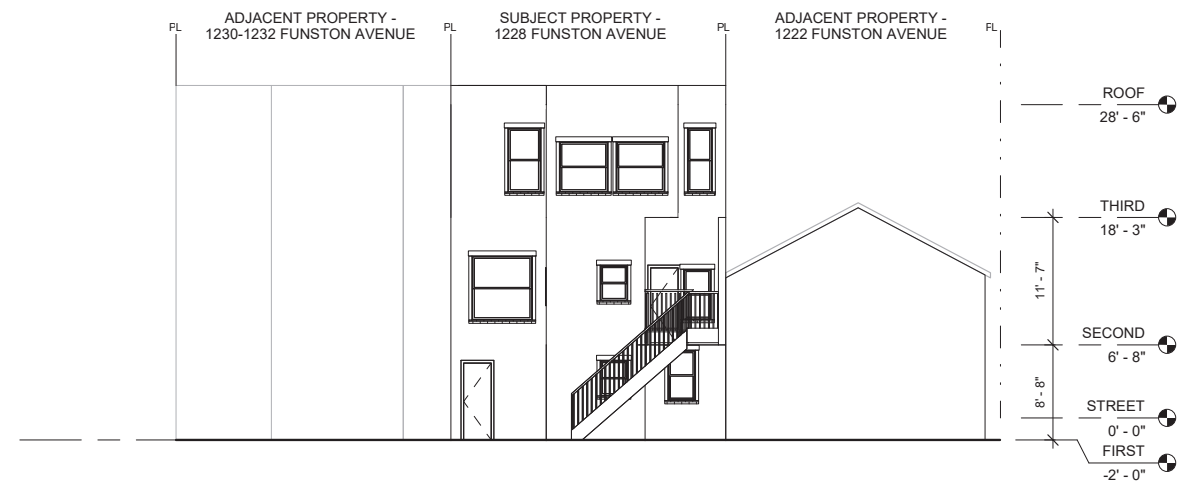 ADJACENT PROPERTY -
1230-1232 FUNSTON AVENUE
SUBJECT PROPERTY -
1228 FUNSTON AVENUE
ADJACENT PROPERTY -
1222 FUNSTON AVENUE
PL
PL
PL
PL
ROOF
28' - 6"
THIRD
18' - 3"
11' - 7"
SECOND
6' - 8"
8' - 8"
STREET
0' - 0"
FIRST
-2' - 0"